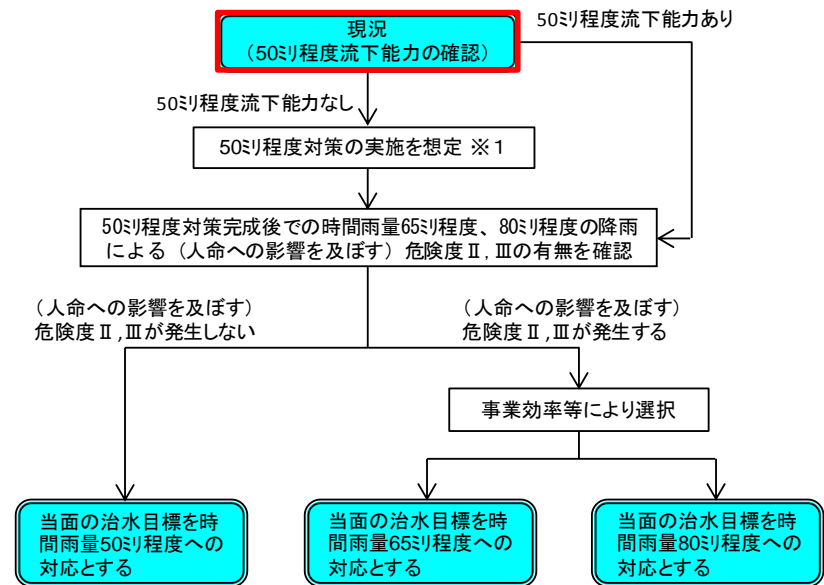 現況
（50ﾐﾘ程度流下能力の確認）
50ﾐﾘ程度流下能力あり
50ﾐﾘ程度流下能力なし
50ﾐﾘ程度対策の実施を想定 ※１
50ﾐﾘ程度対策完成後での時間雨量65ﾐﾘ程度、80ﾐﾘ程度の降雨
による（人命への影響を及ぼす）危険度Ⅱ,Ⅲの有無を確認
（人命への影響を及ぼす）
危険度Ⅱ,Ⅲが発生しない
（人命への影響を及ぼす）
危険度Ⅱ,Ⅲが発生する
事業効率等により選択
当面の治水目標を時
間雨量50ﾐﾘ程度への
対応とする
当面の治水目標を時
間雨量65ﾐﾘ程度への
対応とする
当面の治水目標を時
間雨量80ﾐﾘ程度への
対応とする